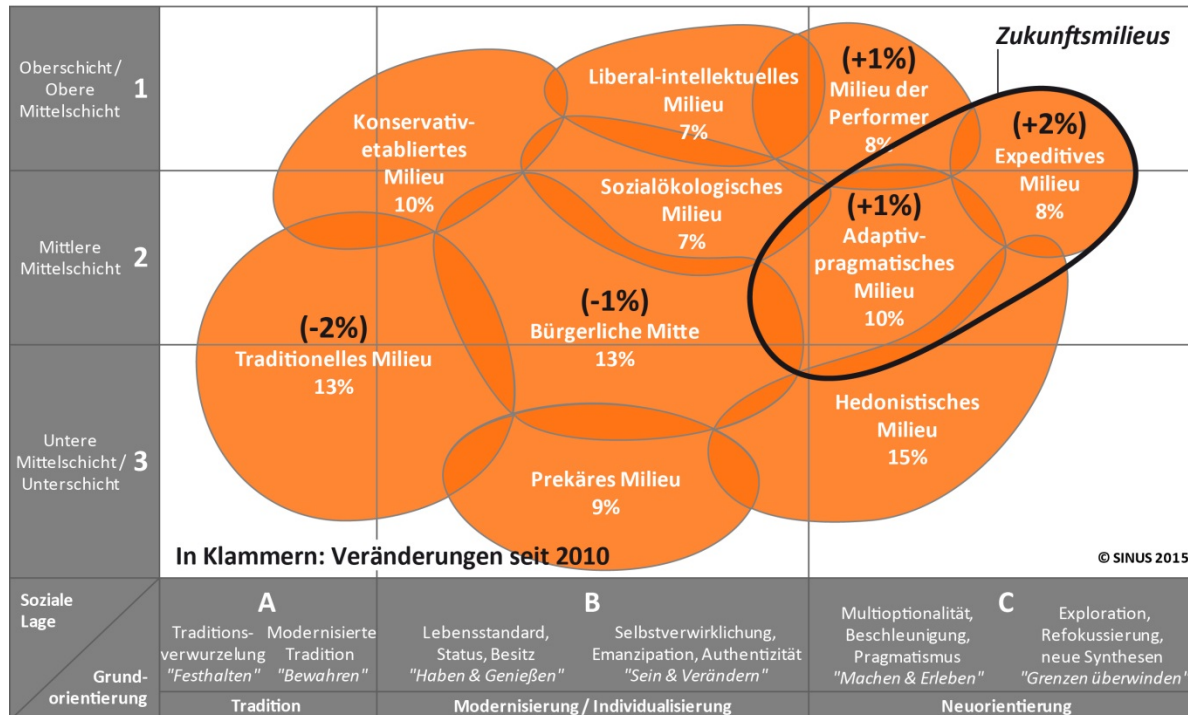 Zukunftsmilieus
Oberschicht /
Obere
Mittelschicht
1
Mittlere
Mittelschicht
2
Untere
Mittelschicht /
Unterschicht
3
Konservativ-
etabliertes
Milieu
10%
Liberal-intellektuelles
Milieu
7%
(+1%)
Milieu der
Performer
8%
(+2%)
Expeditives
Milieu
8%
Sozialökologisches
Milieu
7%
(+1%)
Adaptiv-
pragmatisches
Milieu
10%
(-2%)
Traditionelles Milieu
13%
(-1%)
Bürgerliche Mitte
13%
Hedonistisches
Milieu
15%
Prekäres Milieu
9%
In Klammern: Veränderungen seit 2010
© SINUS 2015
Soziale
Lage
Grund-
orientierung
A
Traditions-
verwurzelung
"Festhalten"
Modernisierte
Tradition
"Bewahren"
Tradition
B
Lebensstandard,
Status, Besitz
"Haben & Genießen"
Selbstverwirklichung,
Emanzipation, Authentizität
"Sein & Verändern"
Modernisierung / Individualisierung
C
Multioptionalität,
Beschleunigung,
Pragmatismus
"Machen & Erleben"
Exploration,
Refokussierung,
neue Synthesen
"Grenzen überwinden"
Neuorientierung